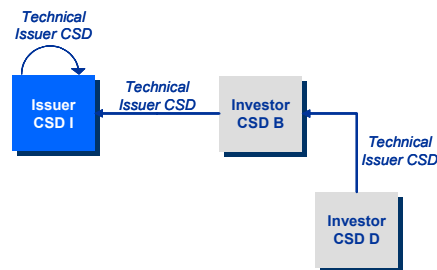 Technical
Issuer CSD
Issuer
CSD I
Technical
Issuer CSD
Investor
CSD B
Technical
Issuer CSD
Investor
CSD D